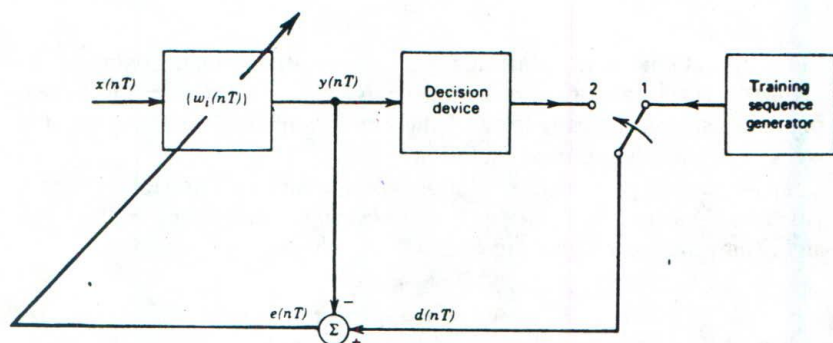 x(nT)
{w_i(nT)}
y(nT)
Decision
device
2
1
Training
sequence
generator
e(nT)
−
Σ
+
d(nT)